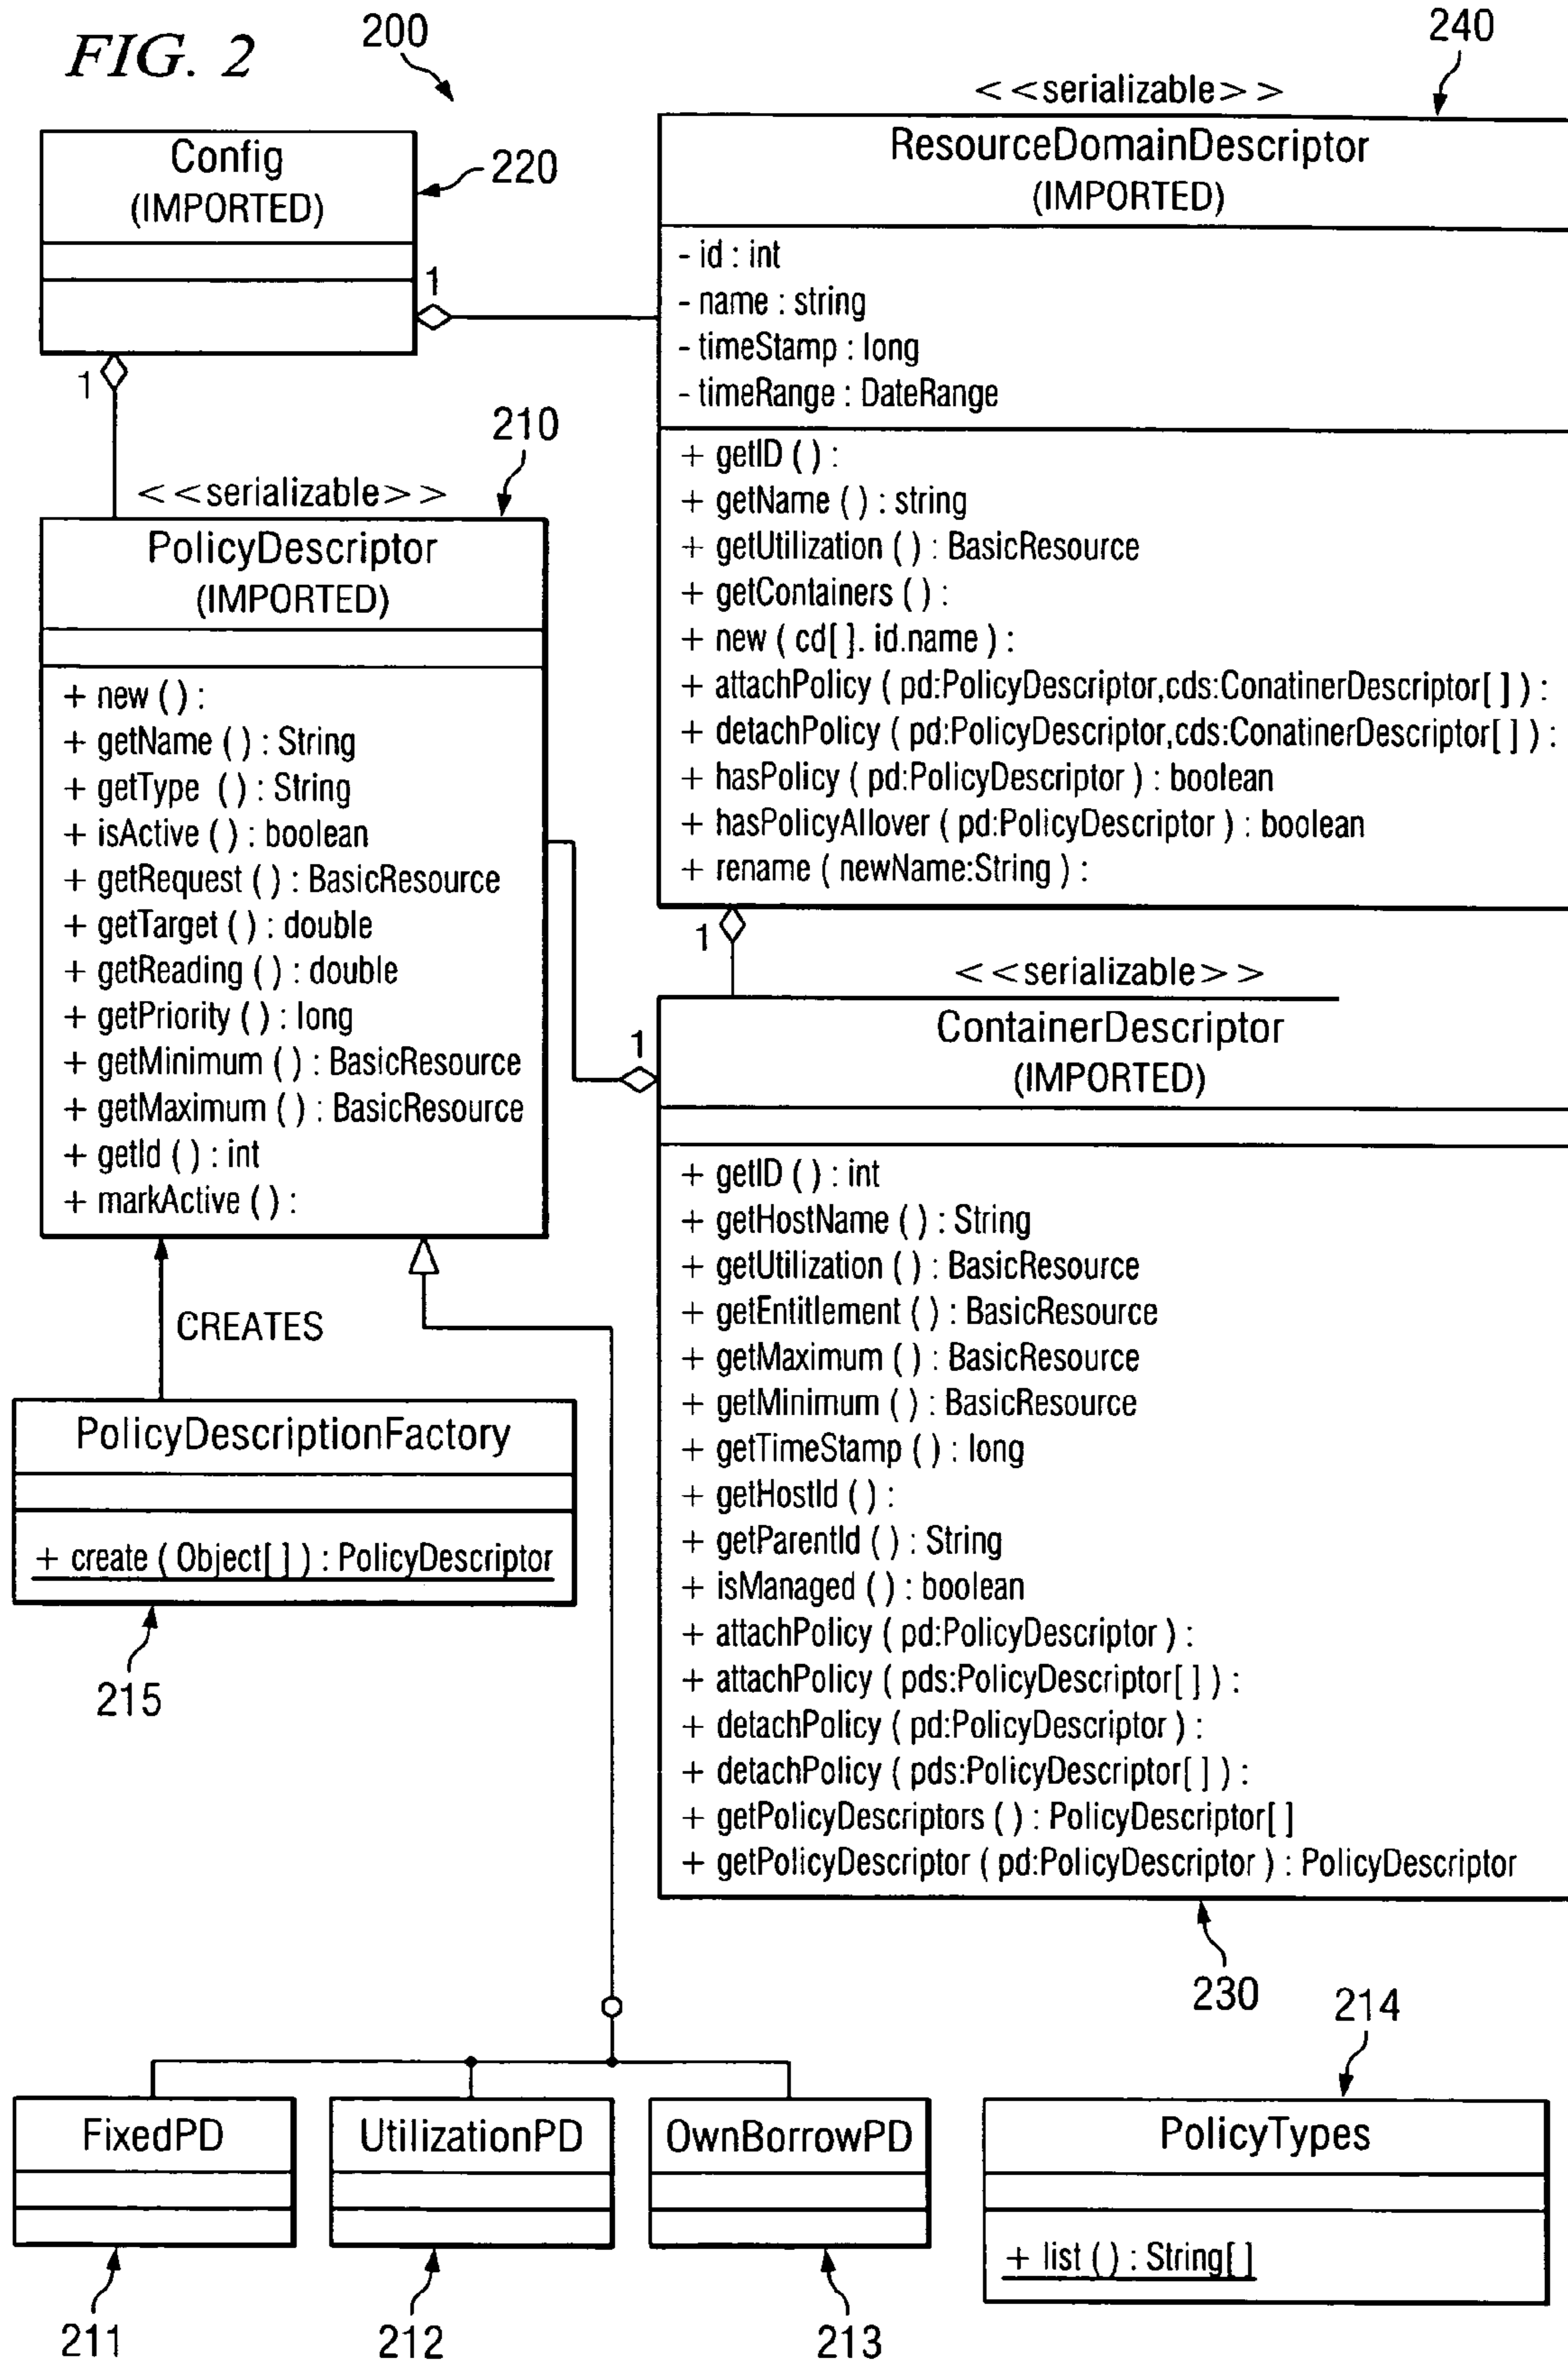 FIG. 2
200
240
Config
(IMPORTED)
220
1
1
<<serializable>>
ResourceDomainDescriptor
(IMPORTED)
- id : int
- name : string
- timeStamp : long
- timeRange : DateRange
+ getID ( ) :
+ getName ( ) : string
+ getUtilization ( ) : BasicResource
+ getContainers ( ) :
+ new ( cd[ ]. id.name ) :
+ attachPolicy ( pd:PolicyDescriptor,cds:ConatinerDescriptor[ ] ) :
+ detachPolicy ( pd:PolicyDescriptor,cds:ConatinerDescriptor[ ] ) :
+ hasPolicy ( pd:PolicyDescriptor ) : boolean
+ hasPolicyAllover ( pd:PolicyDescriptor ) : boolean
+ rename ( newName:String ) :
1
210
<<serializable>>
PolicyDescriptor
(IMPORTED)
+ new ( ) :
+ getName ( ) : String
+ getType ( ) : String
+ isActive ( ) : boolean
+ getRequest ( ) : BasicResource
+ getTarget ( ) : double
+ getReading ( ) : double
+ getPriority ( ) : long
+ getMinimum ( ) : BasicResource
+ getMaximum ( ) : BasicResource
+ getId ( ) : int
+ markActive ( ) :
1
<<serializable>>
ContainerDescriptor
(IMPORTED)
+ getID ( ) : int
+ getHostName ( ) : String
+ getUtilization ( ) : BasicResource
+ getEntitlement ( ) : BasicResource
+ getMaximum ( ) : BasicResource
+ getMinimum ( ) : BasicResource
+ getTimeStamp ( ) : long
+ getHostId ( ) :
+ getParentId ( ) : String
+ isManaged ( ) : boolean
+ attachPolicy ( pd:PolicyDescriptor ) :
+ attachPolicy ( pds:PolicyDescriptor[ ] ) :
+ detachPolicy ( pd:PolicyDescriptor ) :
+ detachPolicy ( pds:PolicyDescriptor[ ] ) :
+ getPolicyDescriptors ( ) : PolicyDescriptor[ ]
+ getPolicyDescriptor ( pd:PolicyDescriptor ) : PolicyDescriptor
230
CREATES
PolicyDescriptionFactory
+ create ( Object[ ] ) : PolicyDescriptor
215
FixedPD
211
UtilizationPD
212
OwnBorrowPD
213
214
PolicyTypes
+ list ( ) : String[ ]